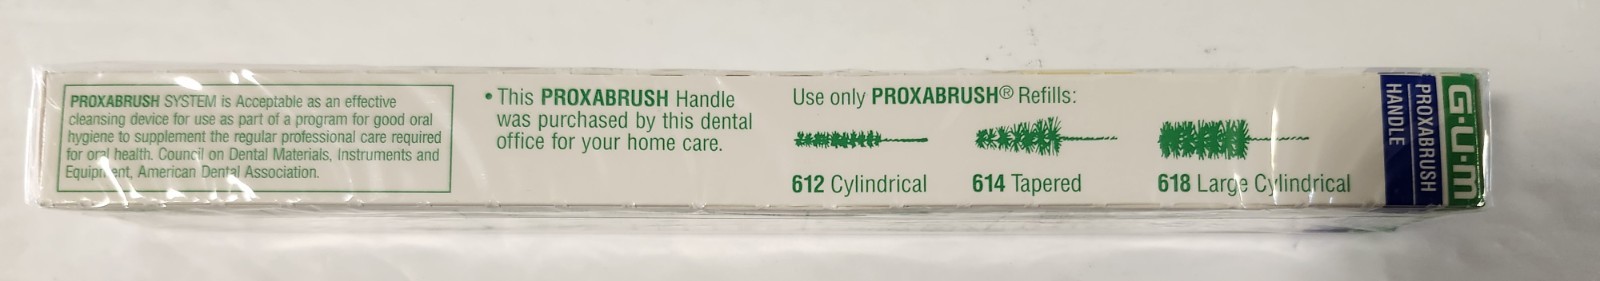 PROXABRUSH SYSTEM is Acceptable as an effective
cleansing device for use as part of a program for good oral
hygiene to supplement the regular professional care required
for oral health. Council on Dental Materials, Instruments and
Equipment, American Dental Association.
• This PROXABRUSH Handle
was purchased by this dental
office for your home care.
Use only PROXABRUSH® Refills:
612 Cylindrical
614 Tapered
618 Large Cylindrical
G·U·M
PROXABRUSH
HANDLE